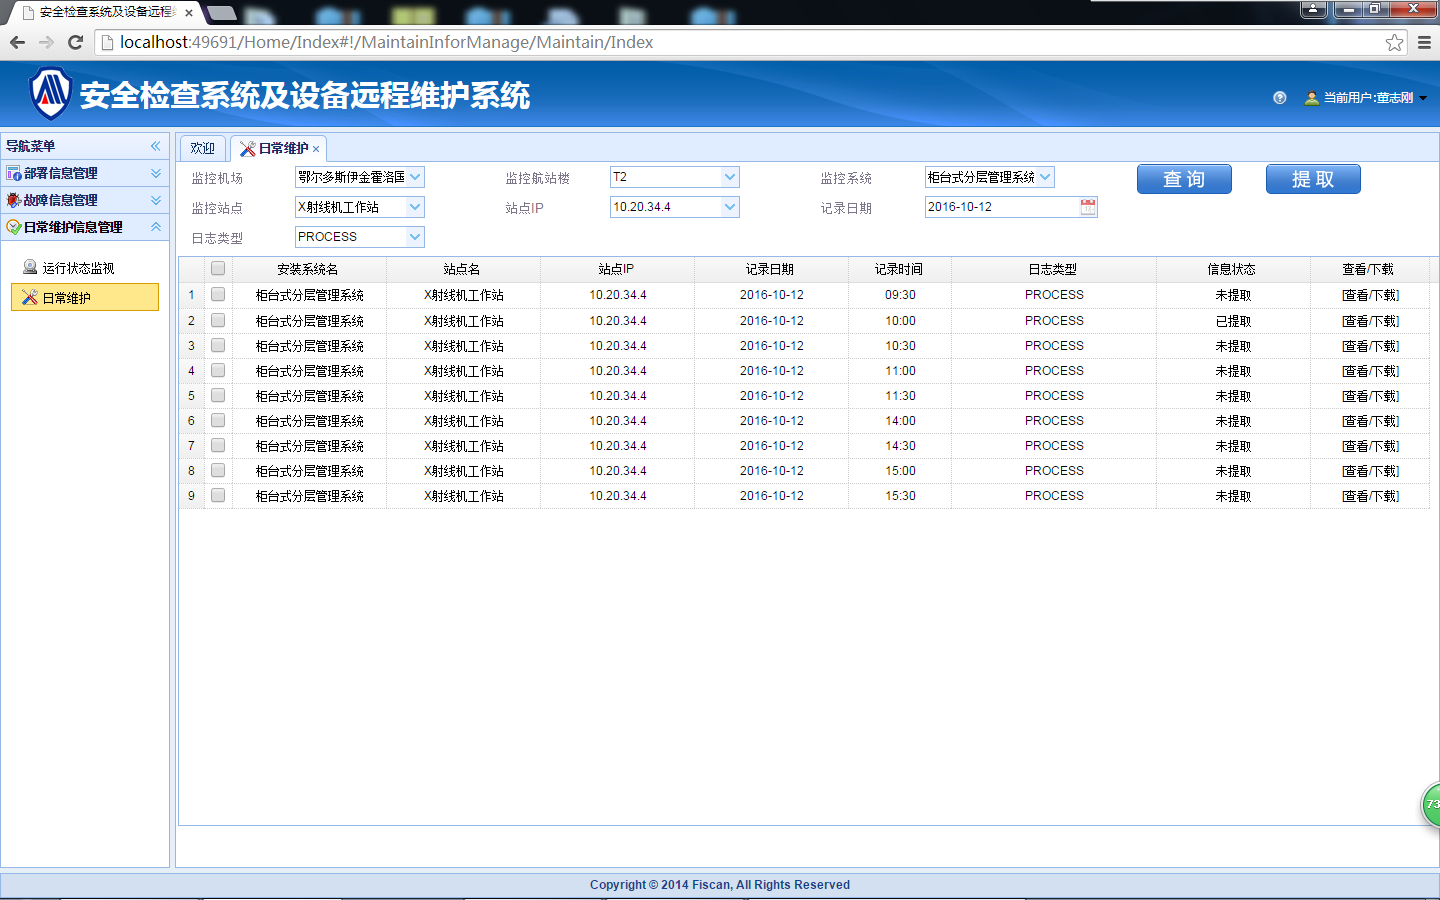 安全检查系统及设备远程
localhost:49691/Home/Index#!/MaintainInforManage/Maintain/Index
安全检查系统及设备远程维护系统
当前用户:董志刚
导航菜单
部署信息管理
故障信息管理
日常维护信息管理
运行状态监视
日常维护
欢迎 日常维护
监控机场 鄂尔多斯伊金霍洛国 监控航站楼 T2 监控系统 柜台式分层管理系统 查询 提取
监控站点 X射线机工作站 站点IP 10.20.34.4 记录日期 2016-10-12
日志类型 PROCESS
安装系统名 站点名 站点IP 记录日期 记录时间 日志类型 信息状态 查看/下载
1 柜台式分层管理系统 X射线机工作站 10.20.34.4 2016-10-12 09:30 PROCESS 未提取 [查看/下载]
2 柜台式分层管理系统 X射线机工作站 10.20.34.4 2016-10-12 10:00 PROCESS 已提取 [查看/下载]
3 柜台式分层管理系统 X射线机工作站 10.20.34.4 2016-10-12 10:30 PROCESS 未提取 [查看/下载]
4 柜台式分层管理系统 X射线机工作站 10.20.34.4 2016-10-12 11:00 PROCESS 未提取 [查看/下载]
5 柜台式分层管理系统 X射线机工作站 10.20.34.4 2016-10-12 11:30 PROCESS 未提取 [查看/下载]
6 柜台式分层管理系统 X射线机工作站 10.20.34.4 2016-10-12 14:00 PROCESS 未提取 [查看/下载]
7 柜台式分层管理系统 X射线机工作站 10.20.34.4 2016-10-12 14:30 PROCESS 未提取 [查看/下载]
8 柜台式分层管理系统 X射线机工作站 10.20.34.4 2016-10-12 15:00 PROCESS 未提取 [查看/下载]
9 柜台式分层管理系统 X射线机工作站 10.20.34.4 2016-10-12 15:30 PROCESS 未提取 [查看/下载]
73
Copyright © 2014 Fiscan, All Rights Reserved